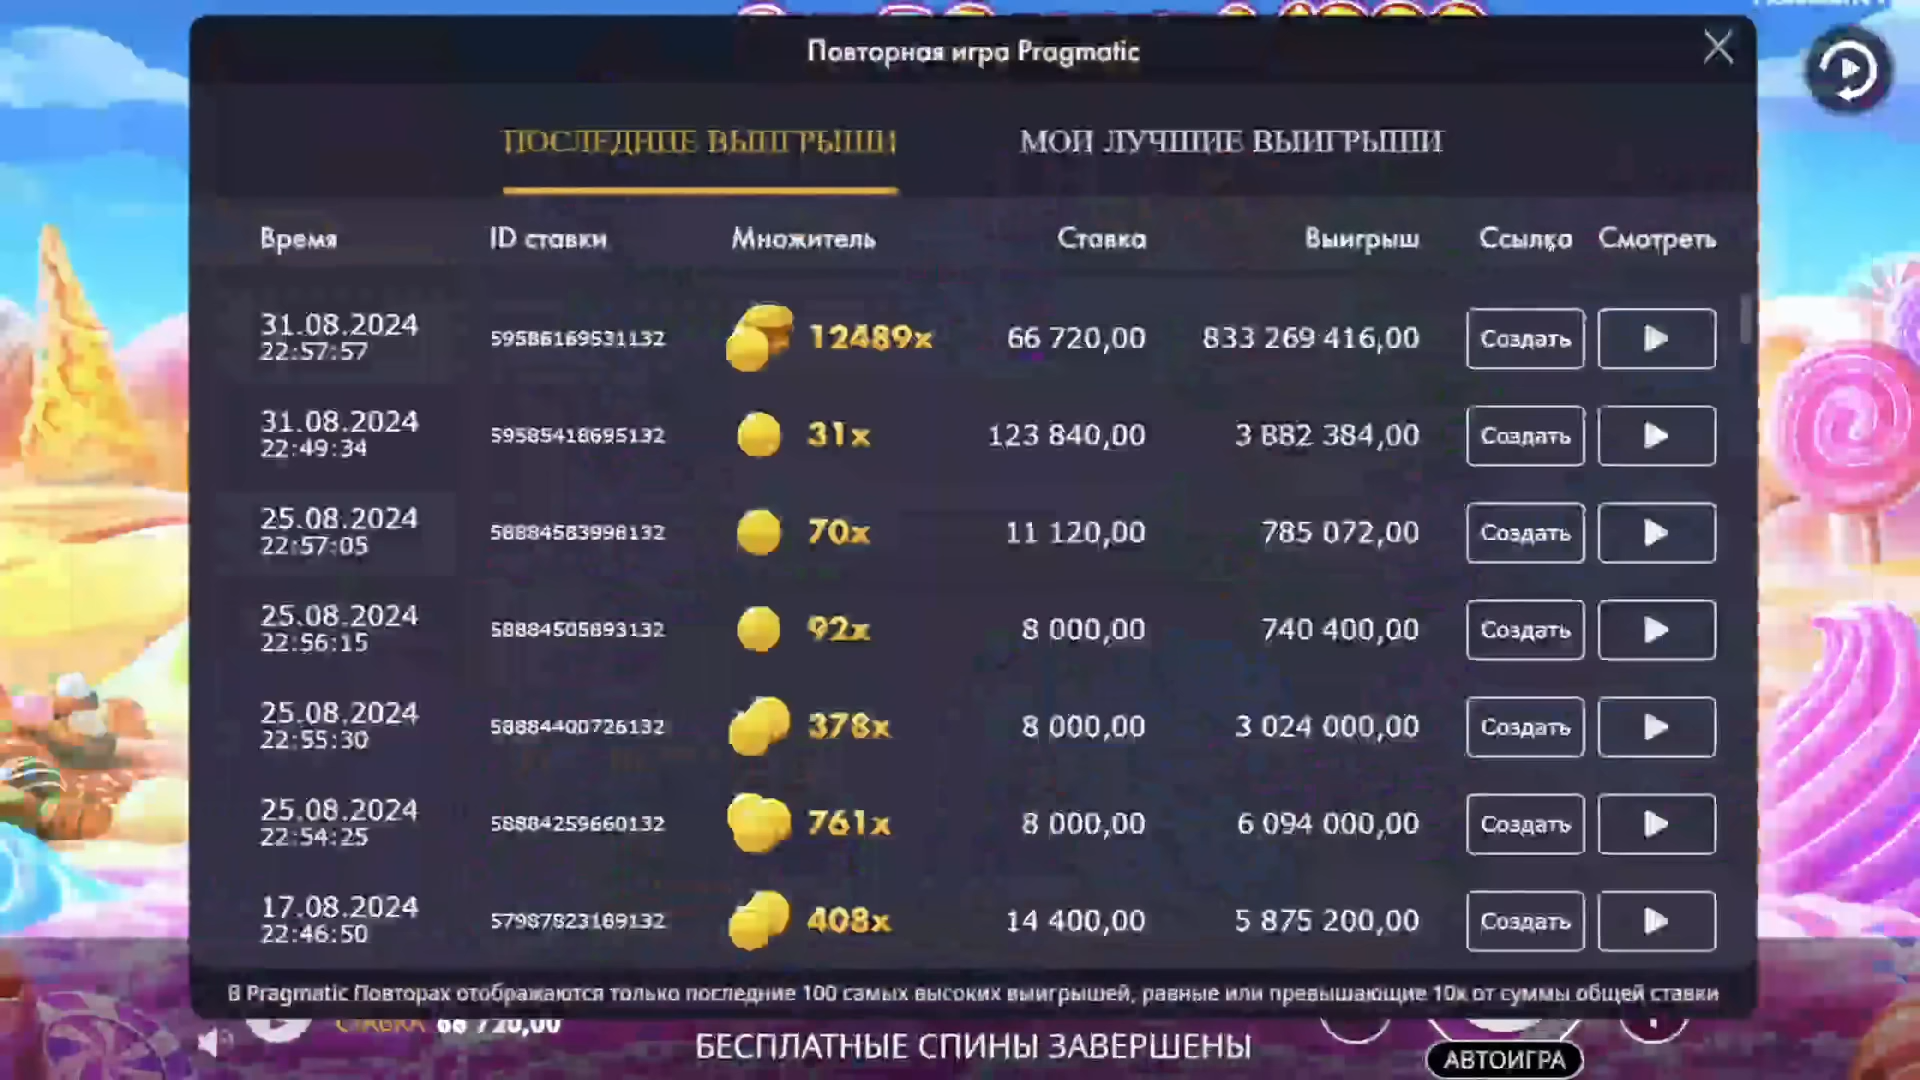 Повторная игра Pragmatic
ПОСЛЕДНИЕ ВЫИГРЫШИ МОИ ЛУЧШИЕ ВЫИГРЫШИ
Время ID ставки Множитель Ставка Выигрыш Ссылка Смотреть
31.08.2024
22:57:57
59586169531132 12489x 66 720,00 833 269 416,00 Создать
31.08.2024
22:49:34
59585418695132 31x 123 840,00 3 882 384,00 Создать
25.08.2024
22:57:05
58884583998132 70x 11 120,00 785 072,00 Создать
25.08.2024
22:56:15
58884505893132 92x 8 000,00 740 400,00 Создать
25.08.2024
22:55:30
58884400726132 378x 8 000,00 3 024 000,00 Создать
25.08.2024
22:54:25
58884259660132 761x 8 000,00 6 094 000,00 Создать
17.08.2024
22:46:50
57987823189132 408x 14 400,00 5 875 200,00 Создать
В Pragmatic Повторах отображаются только последние 100 самых высоких выигрышей, равные или превышающие 10x от суммы общей ставки
СТАВКА 66 720,00
БЕСПЛАТНЫЕ СПИНЫ ЗАВЕРШЕНЫ
АВТОИГРА